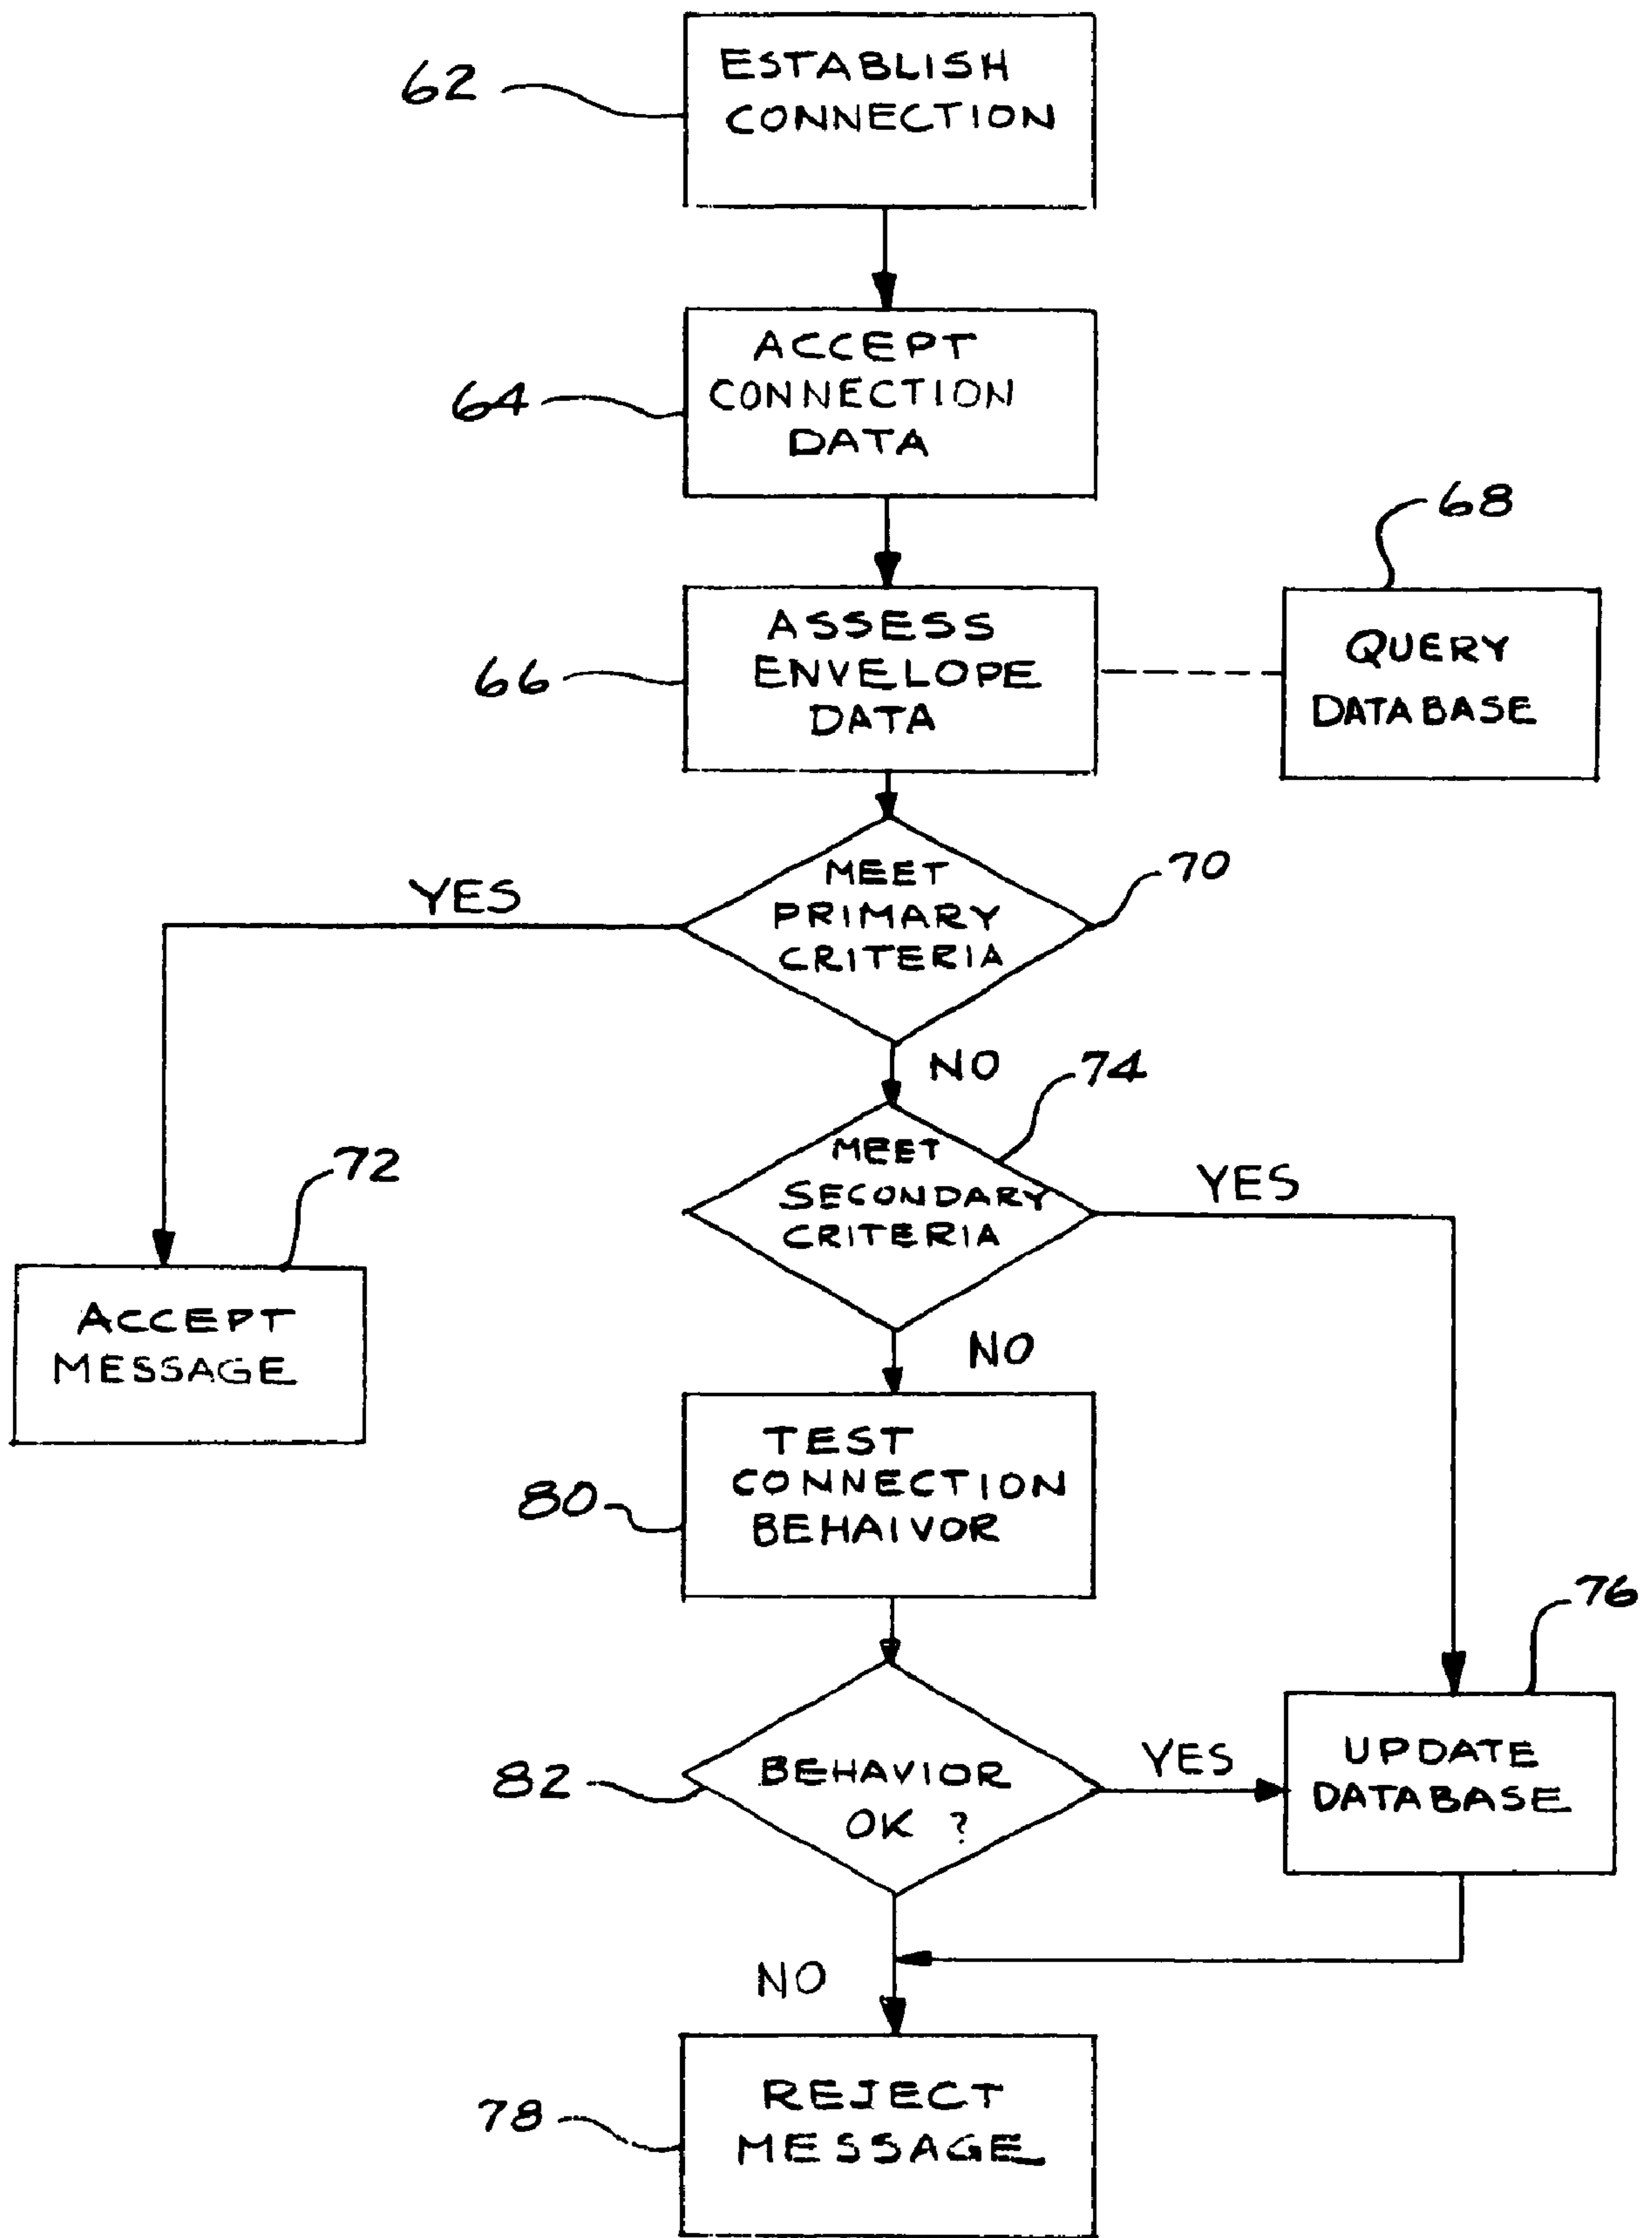 ESTABLISH
CONNECTION
62
ACCEPT
CONNECTION
DATA
64
68
ASSESS
ENVELOPE
DATA
66
QUERY
DATABASE
MEET
PRIMARY
CRITERIA
70
YES
NO
74
MEET
SECONDARY
CRITERIA
YES
72
ACCEPT
MESSAGE
NO
TEST
CONNECTION
BEHAIVOR
80
76
BEHAVIOR
OK ?
82
YES
UPDATE
DATABASE
NO
REJECT
MESSAGE
78